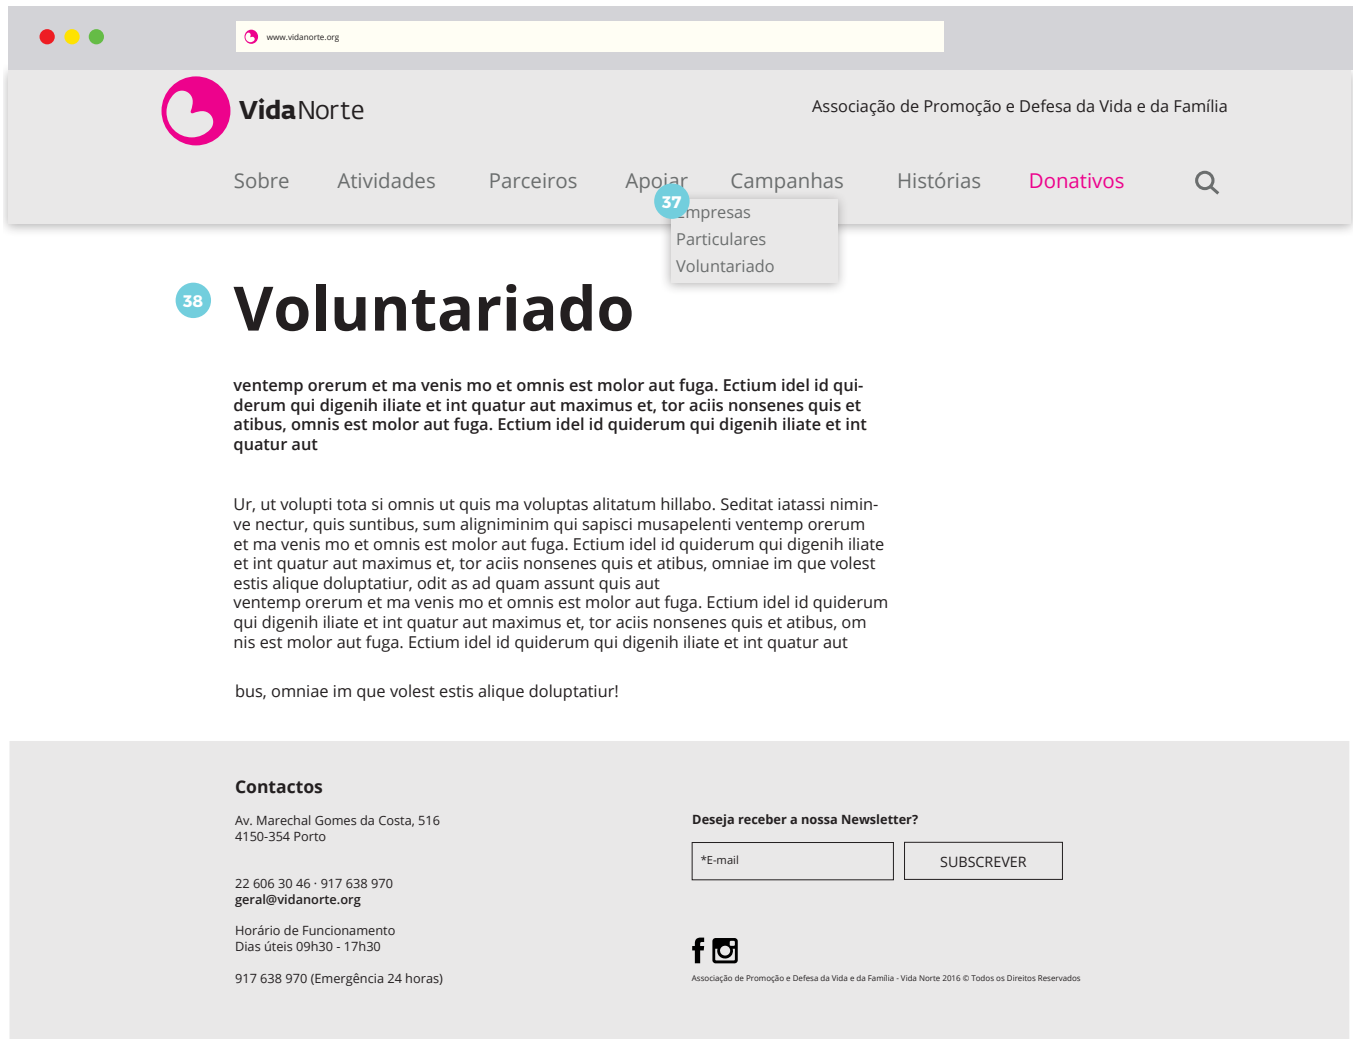 www.vidanorte.org
VidaNorte
Associação de Promoção e Defesa da Vida e da Família
Sobre Atividades Parceiros Apoiar Campanhas Histórias Donativos
37
Empresas
Particulares
Voluntariado
38
Voluntariado
ventemp orerum et ma venis mo et omnis est molor aut fuga. Ectium idel id qui-
derum qui digenih iliate et int quatur aut maximus et, tor aciis nonsenes quis et
atibus, omnis est molor aut fuga. Ectium idel id quiderum qui digenih iliate et int
quatur aut
Ur, ut volupti tota si omnis ut quis ma voluptas alitatum hillabo. Seditat iatassi nimin-
ve nectur, quis suntibus, sum aligniminim qui sapisci musapelenti ventemp orerum
et ma venis mo et omnis est molor aut fuga. Ectium idel id quiderum qui digenih iliate
et int quatur aut maximus et, tor aciis nonsenes quis et atibus, omniae im que volest
estis alique doluptatiur, odit as ad quam assunt quis aut
ventemp orerum et ma venis mo et omnis est molor aut fuga. Ectium idel id quiderum
qui digenih iliate et int quatur aut maximus et, tor aciis nonsenes quis et atibus, om
nis est molor aut fuga. Ectium idel id quiderum qui digenih iliate et int quatur aut
bus, omniae im que volest estis alique doluptatiur!
Contactos
Av. Marechal Gomes da Costa, 516
4150-354 Porto
22 606 30 46 · 917 638 970
geral@vidanorte.org
Horário de Funcionamento
Dias úteis 09h30 - 17h30
917 638 970 (Emergência 24 horas)
Deseja receber a nossa Newsletter?
*E-mail
SUBSCREVER
Associação de Promoção e Defesa da Vida e da Família - Vida Norte 2016 © Todos os Direitos Reservados